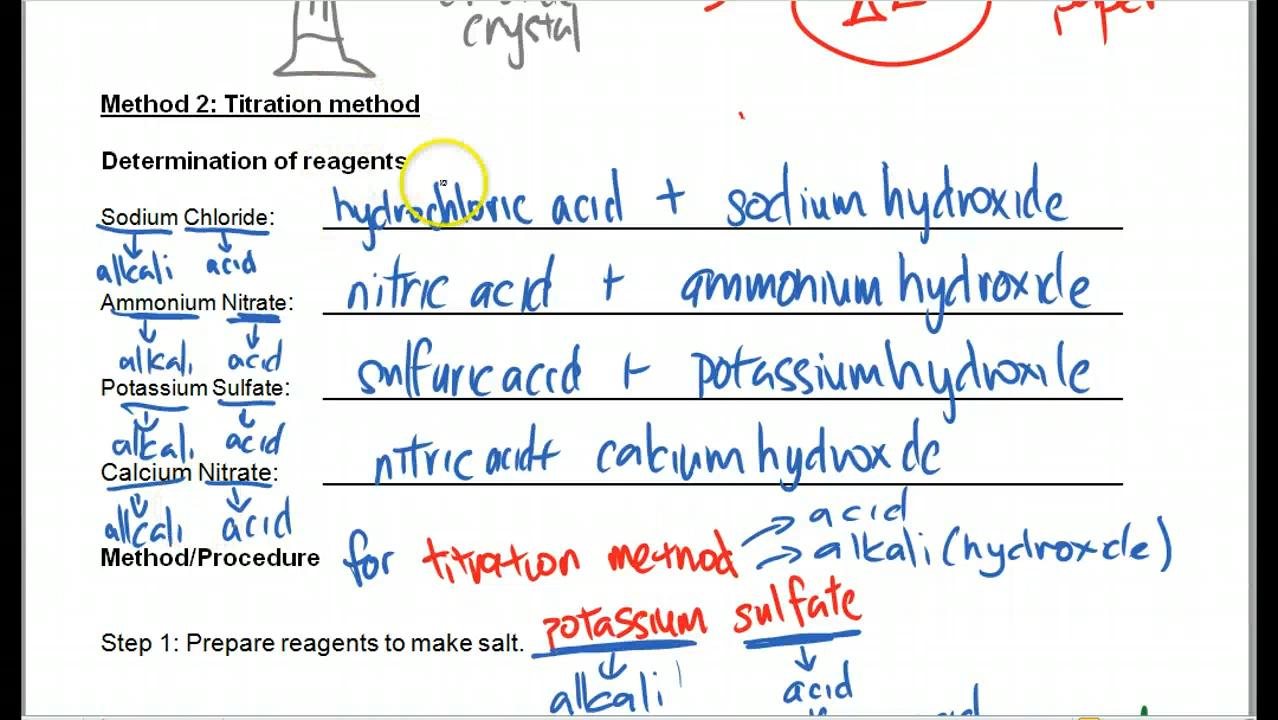 crystal
Method 2: Titration method
Determination of reagents
Sodium Chloride: hydrochloric acid + sodium hydroxide
alkali acid
Ammonium Nitrate: nitric acid + ammonium hydroxide
alkali acid
Potassium Sulfate: sulfuric acid + potassium hydroxide
alkali acid
Calcium Nitrate: nitric acid + calcium hydroxide
alkali acid
acid
Method/Procedure for titration method alkali (hydroxide)
potassium sulfate
Step 1: Prepare reagents to make salt.
alkali acid